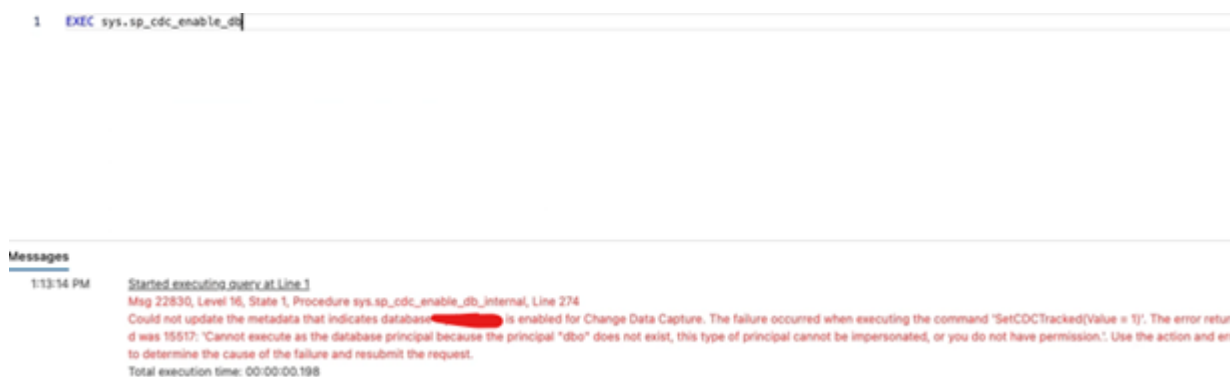 1 EXEC sys.sp_cdc_enable_db
Messages
1:13:14 PM Started executing query at Line 1
Msg 22830, Level 16, State 1, Procedure sys.sp_cdc_enable_db_internal, Line 274
Could not update the metadata that indicates database is enabled for Change Data Capture. The failure occurred when executing the command 'SetCDCTracked(Value = 1)'. The error retur
d was 15517: 'Cannot execute as the database principal because the principal "dbo" does not exist, this type of principal cannot be impersonated, or you do not have permission.'. Use the action and er
to determine the cause of the failure and resubmit the request.
Total execution time: 00:00:00.198